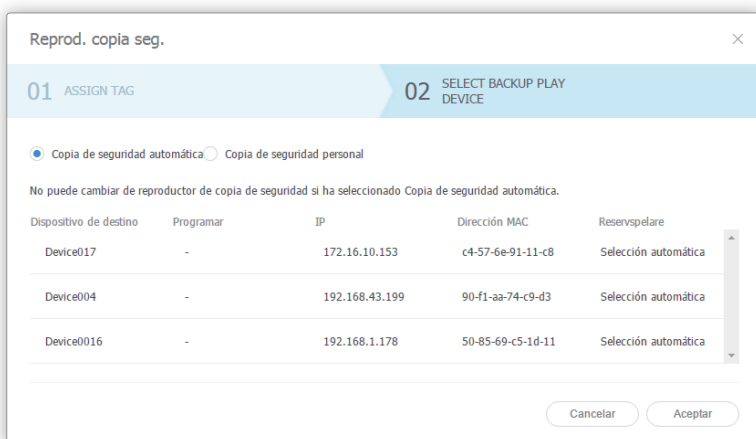 Reprod. copia seg.
01 ASSIGN TAG
02 SELECT BACKUP PLAY
DEVICE
Copia de seguridad automática Copia de seguridad personal
No puede cambiar de reproductor de copia de seguridad si ha seleccionado Copia de seguridad automática.
Dispositivo de destino Programar IP Dirección MAC Reservspelare
Device017 - 172.16.10.153 c4-57-6e-91-11-c8 Selección automática
Device004 - 192.168.43.199 90-f1-aa-74-c9-d3 Selección automática
Device0016 - 192.168.1.178 50-85-69-c5-1d-11 Selección automática
Cancelar Aceptar